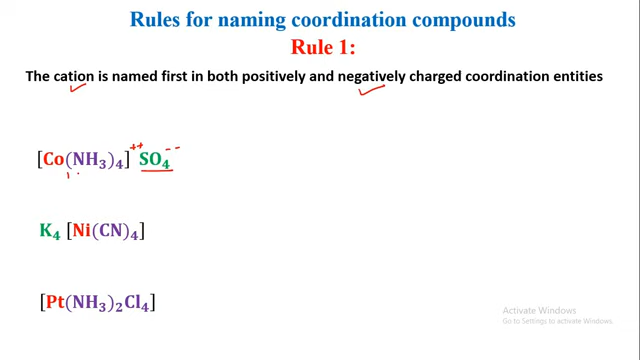 Rules for naming coordination compounds
Rule 1:
The cation is named first in both positively and negatively charged coordination entities
[Co(NH₃)₄]⁺⁺ SO₄⁻⁻
K₄ [Ni(CN)₄]
[Pt(NH₃)₂Cl₄]
Activate Windows
Go to Settings to activate Windows.